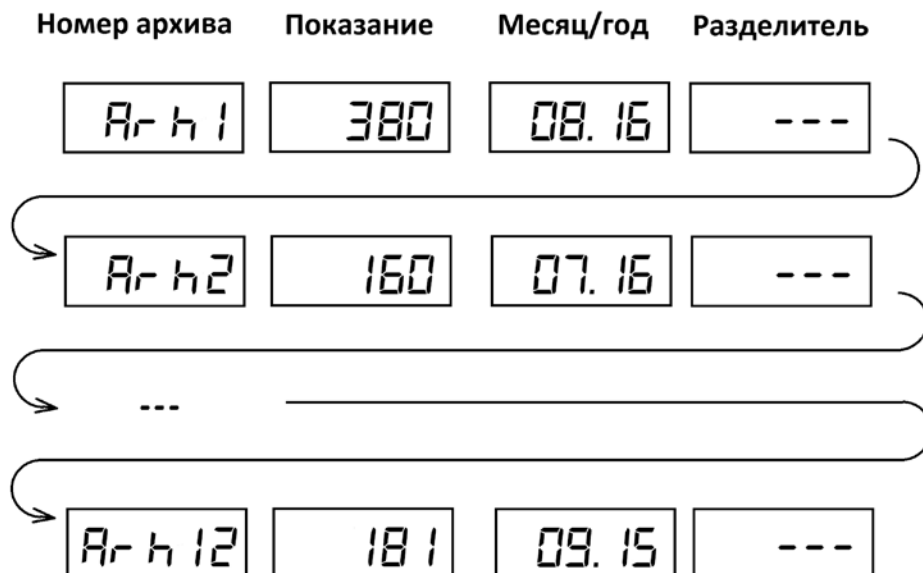 Номер архива Показание Месяц/год Разделитель
Arh1 380 08.16 ---
Arh2 160 07.16 ---
---
Arh12 181 09.15 ---